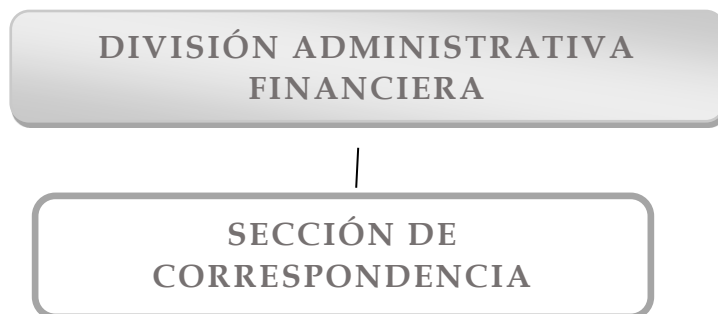 DIVISIÓN ADMINISTRATIVA
FINANCIERA
SECCIÓN DE
CORRESPONDENCIA